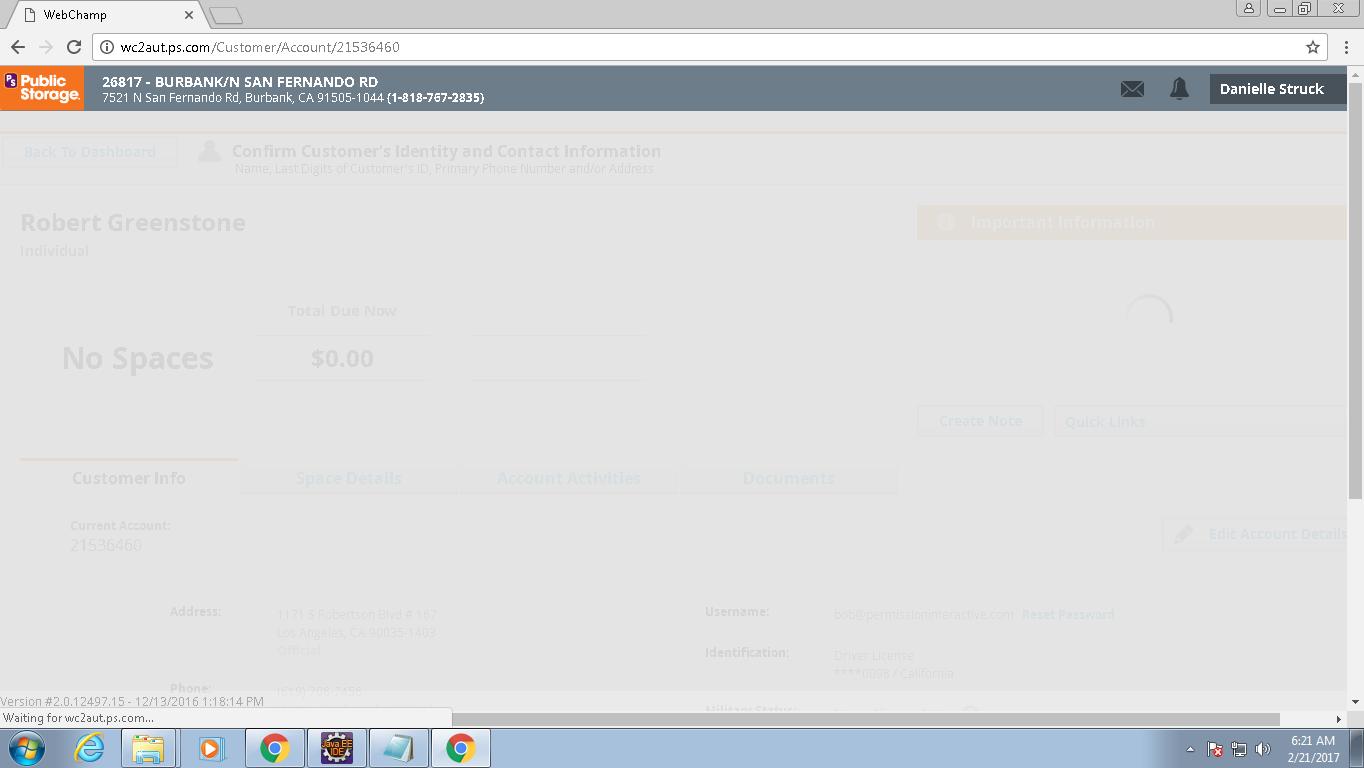 WebChamp
wc2aut.ps.com/Customer/Account/21536460
Ps Public Storage.
26817 - BURBANK/N SAN FERNANDO RD
7521 N San Fernando Rd, Burbank, CA 91505-1044 (1-818-767-2835)
Danielle Struck
Back To Dashboard
Confirm Customer's Identity and Contact Information
Name, Last Digits of Customer's ID, Primary Phone Number and/or Address
Robert Greenstone
Individual
Important Information
Total Due Now
No Spaces
$0.00
Create Note
Quick Links
Customer Info
Space Details
Account Activities
Documents
Current Account:
21536460
Edit Account Details
Address:
1171 S Robertson Blvd # 167
Los Angeles, CA 90035-1403
Official
Username:
bob@permissioninteractive.com Reset Password
Identification:
Driver License
****0098 / California
Phone:
Military Status:
Version #2.0.12497.15 - 12/13/2016 1:18:14 PM
Waiting for wc2aut.ps.com...
Java EE
IDE
6:21 AM
2/21/2017